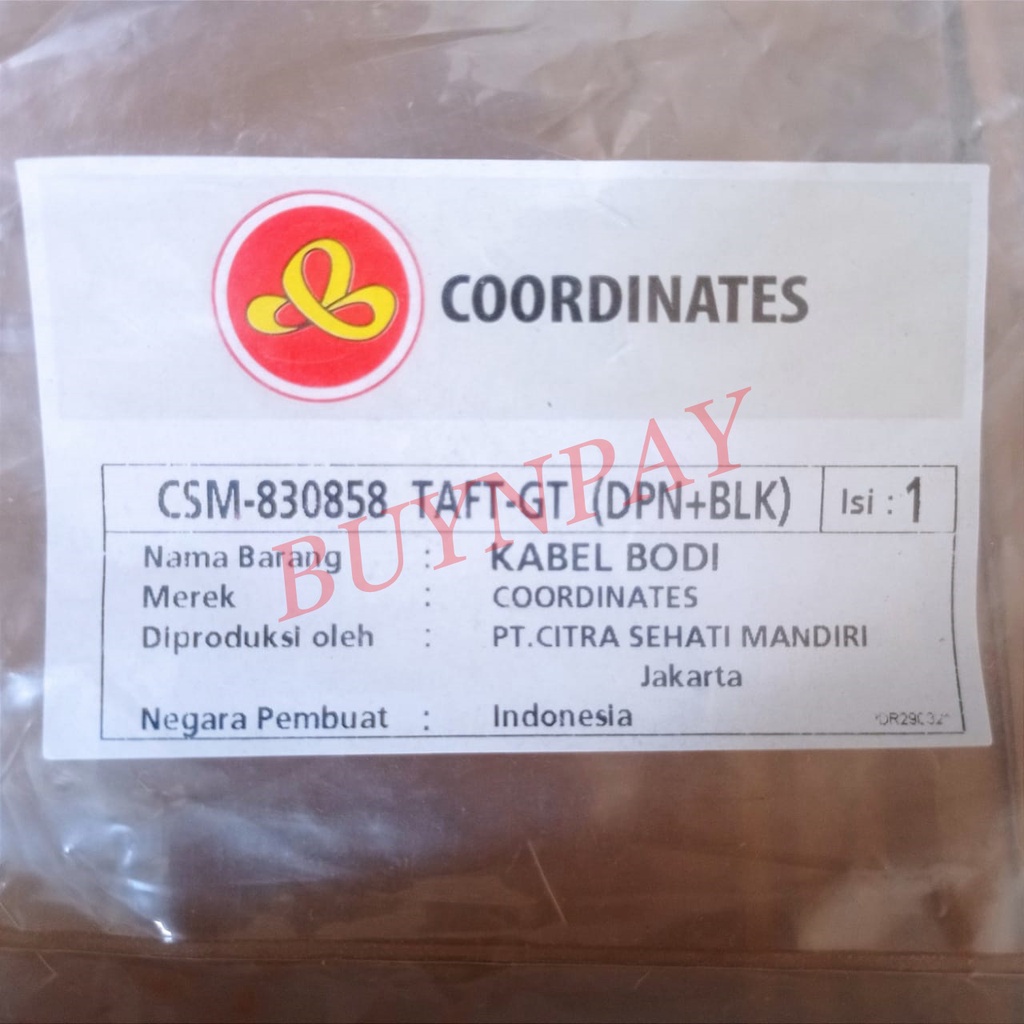 COORDINATES
CSM-830858 TAFT-GT (DPN+BLK) Isi : 1
Nama Barang : KABEL BODI
Merek : COORDINATES
Diproduksi oleh : PT.CITRA SEHATI MANDIRI
Jakarta
Negara Pembuat : Indonesia
BUYNPAY